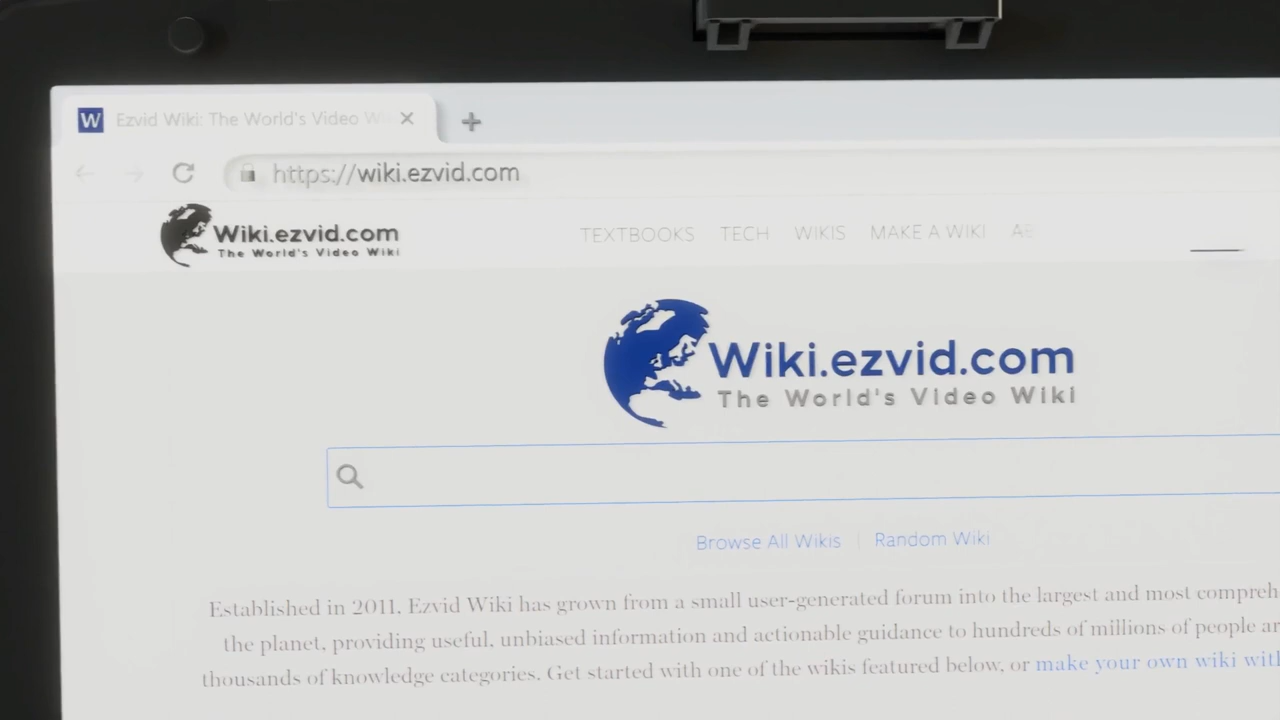 W Ezvid Wiki: The World's Video W
https://wiki.ezvid.com
Wiki.ezvid.com
The World's Video Wiki
TEXTBOOKS TECH WIKIS MAKE A WIKI
Wiki.ezvid.com
The World's Video Wiki
Browse All Wikis | Random Wiki
Established in 2011, Ezvid Wiki has grown from a small user-generated forum into the largest and most
the planet, providing useful, unbiased information and actionable guidance to hundreds of millions of people
thousands of knowledge categories. Get started with one of the wikis featured below, or make your own wiki